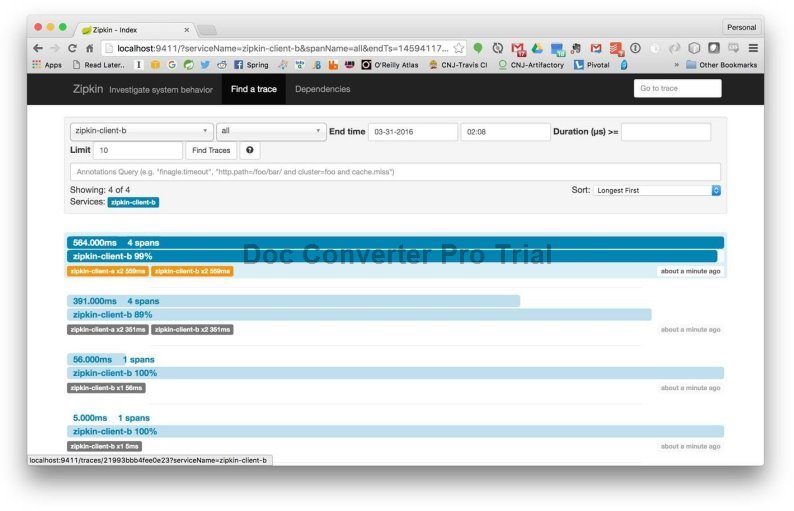 Zipkin - Index
Personal
localhost:9411/?serviceName=zipkin-client-b&spanName=all&endTs=14594117...
Apps Read Later.. Spring O'Reilly Atlas CNJ-Travis CI CNJ-Artifactory Pivotal » Other Bookmarks
Zipkin Investigate system behavior Find a trace Dependencies Go to trace
zipkin-client-b all End time 03-31-2016 02:08 Duration (μs) >=
Limit 10 Find Traces
Annotations Query (e.g. "finagle.timeout", "http.path=/foo/bar/ and cluster=foo and cache.miss")
Showing: 4 of 4 Sort: Longest First
Services: zipkin-client-b
564.000ms 4 spans
zipkin-client-b 99%
Doc Converter Pro Trial
zipkin-client-a x2 559ms zipkin-client-b x2 559ms about a minute ago
391.000ms 4 spans
zipkin-client-b 89%
zipkin-client-a x2 351ms zipkin-client-b x2 351ms about a minute ago
56.000ms 1 spans
zipkin-client-b 100%
zipkin-client-b x1 56ms about a minute ago
5.000ms 1 spans
zipkin-client-b 100%
zipkin-client-b x1 5ms about a minute ago
localhost:9411/traces/21993bbb4fee0e23?serviceName=zipkin-client-b